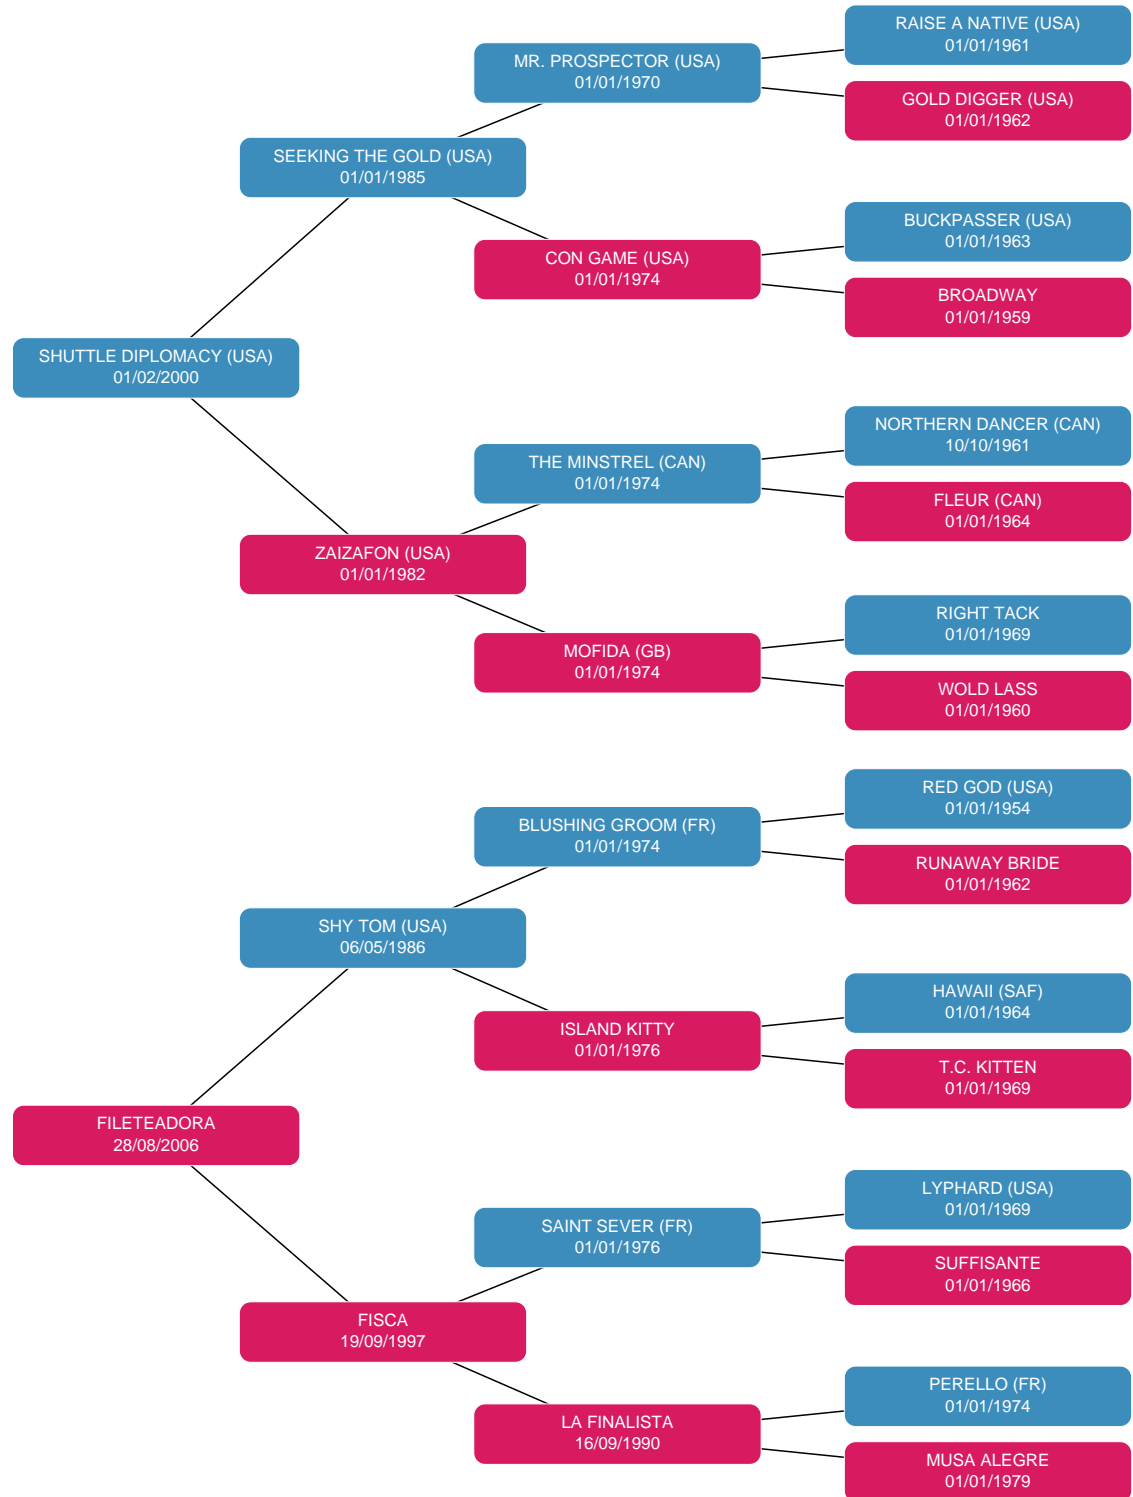 RAISE A NATIVE (USA)
01/01/1961
MR. PROSPECTOR (USA)
01/01/1970
GOLD DIGGER (USA)
01/01/1962
SEEKING THE GOLD (USA)
01/01/1985
BUCKPASSER (USA)
01/01/1963
CON GAME (USA)
01/01/1974
BROADWAY
01/01/1959
SHUTTLE DIPLOMACY (USA)
01/02/2000
NORTHERN DANCER (CAN)
10/10/1961
THE MINSTREL (CAN)
01/01/1974
FLEUR (CAN)
01/01/1964
ZAIZAFON (USA)
01/01/1982
RIGHT TACK
01/01/1969
MOFIDA (GB)
01/01/1974
WOLD LASS
01/01/1960
RED GOD (USA)
01/01/1954
BLUSHING GROOM (FR)
01/01/1974
RUNAWAY BRIDE
01/01/1962
SHY TOM (USA)
06/05/1986
HAWAII (SAF)
01/01/1964
ISLAND KITTY
01/01/1976
T.C. KITTEN
01/01/1969
FILETEADORA
28/08/2006
LYPHARD (USA)
01/01/1969
SAINT SEVER (FR)
01/01/1976
SUFFISANTE
01/01/1966
FISCA
19/09/1997
PERELLO (FR)
01/01/1974
LA FINALISTA
16/09/1990
MUSA ALEGRE
01/01/1979